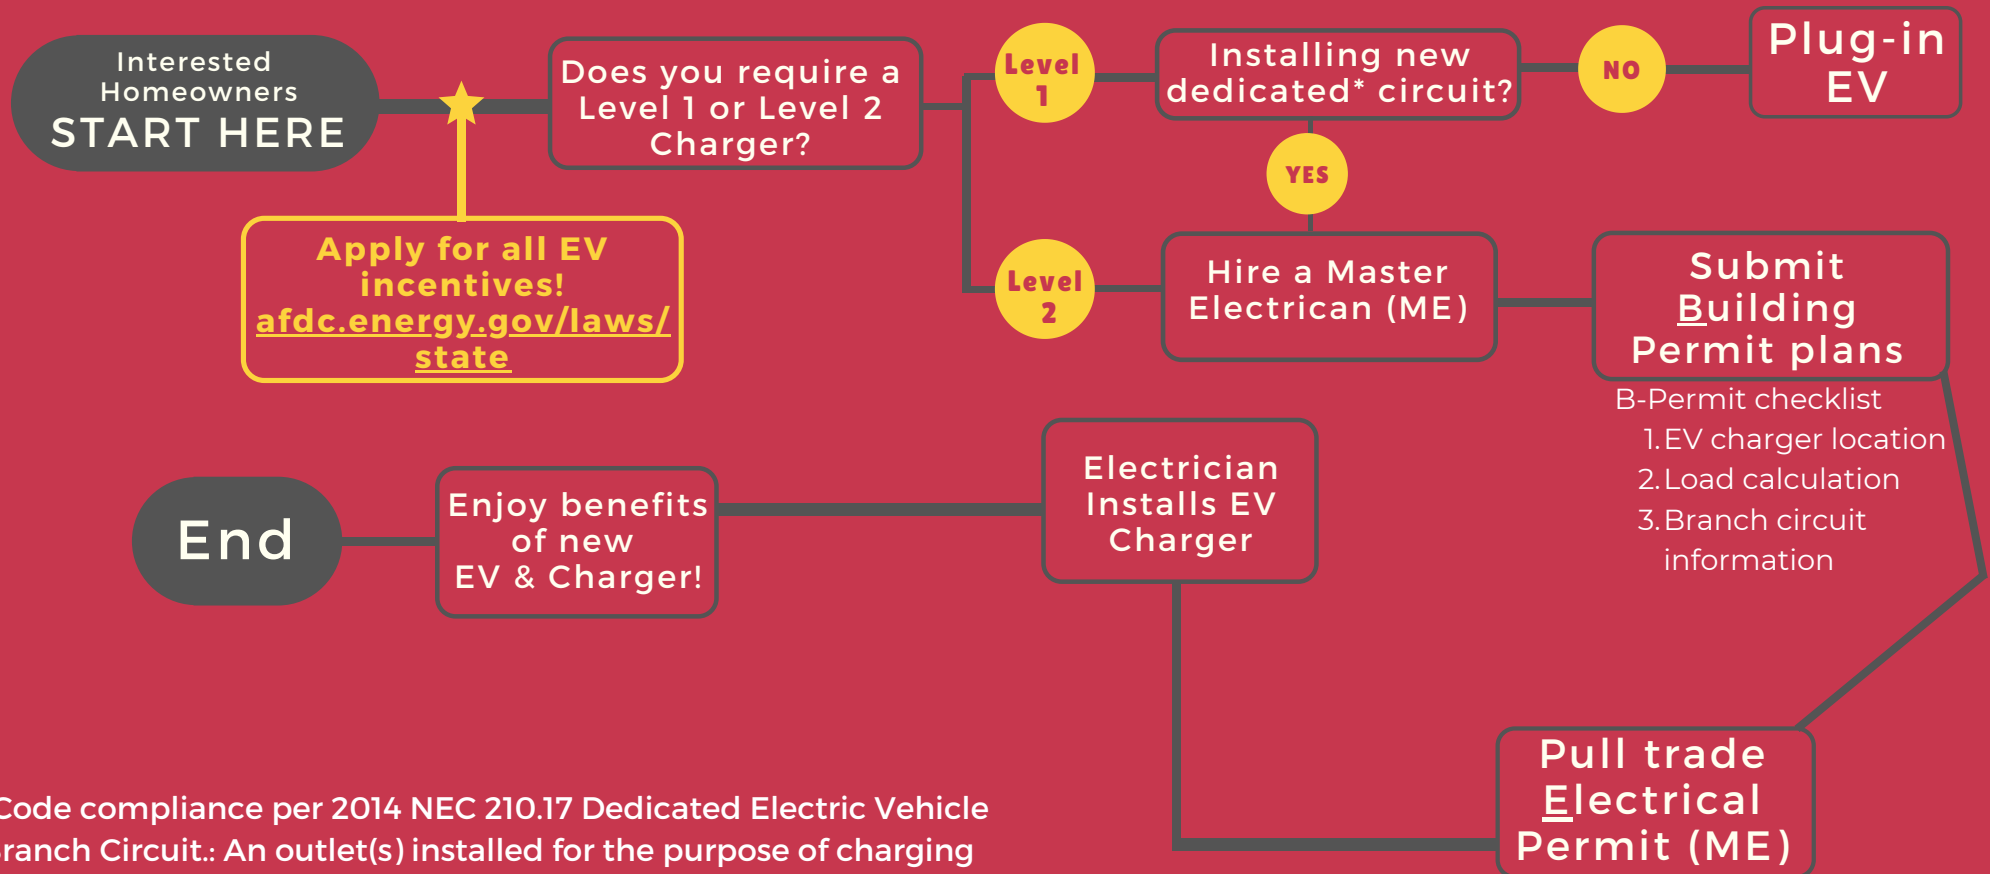 Interested
Homeowners
START HERE
Does you require a
Level 1 or Level 2
Charger?
Level
1
Installing new
dedicated* circuit?
NO
Plug-in
EV
YES
Apply for all EV
incentives!
afdc.energy.gov/laws/
state
Level
2
Hire a Master
Electrican (ME)
Submit
Building
Permit plans
B-Permit checklist
1. EV charger location
2. Load calculation
3. Branch circuit
information
Electrician
Installs EV
Charger
Enjoy benefits
of new
EV & Charger!
End
Pull trade
Electrical
Permit (ME)
Code compliance per 2014 NEC 210.17 Dedicated Electric Vehicle
Branch Circuit.: An outlet(s) installed for the purpose of charging